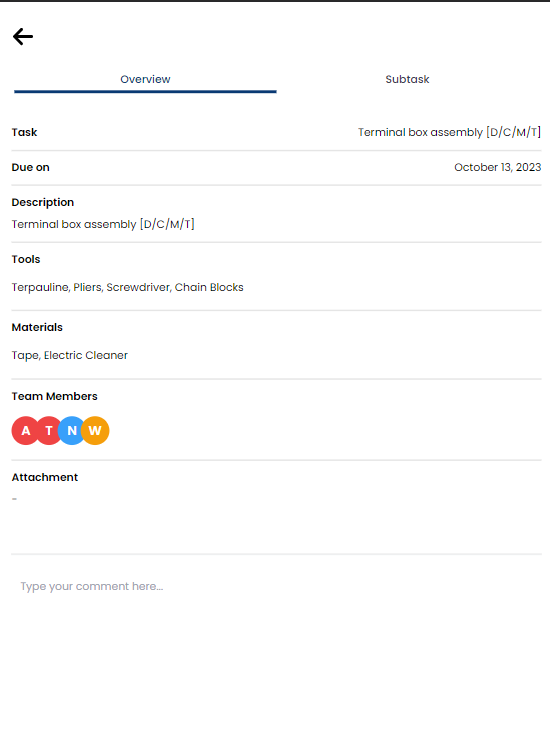 Overview Subtask
Task Terminal box assembly [D/C/M/T]
Due on October 13, 2023
Description
Terminal box assembly [D/C/M/T]
Tools
Terpauline, Pliers, Screwdriver, Chain Blocks
Materials
Tape, Electric Cleaner
Team Members
A T N W
Attachment
-
Type your comment here...